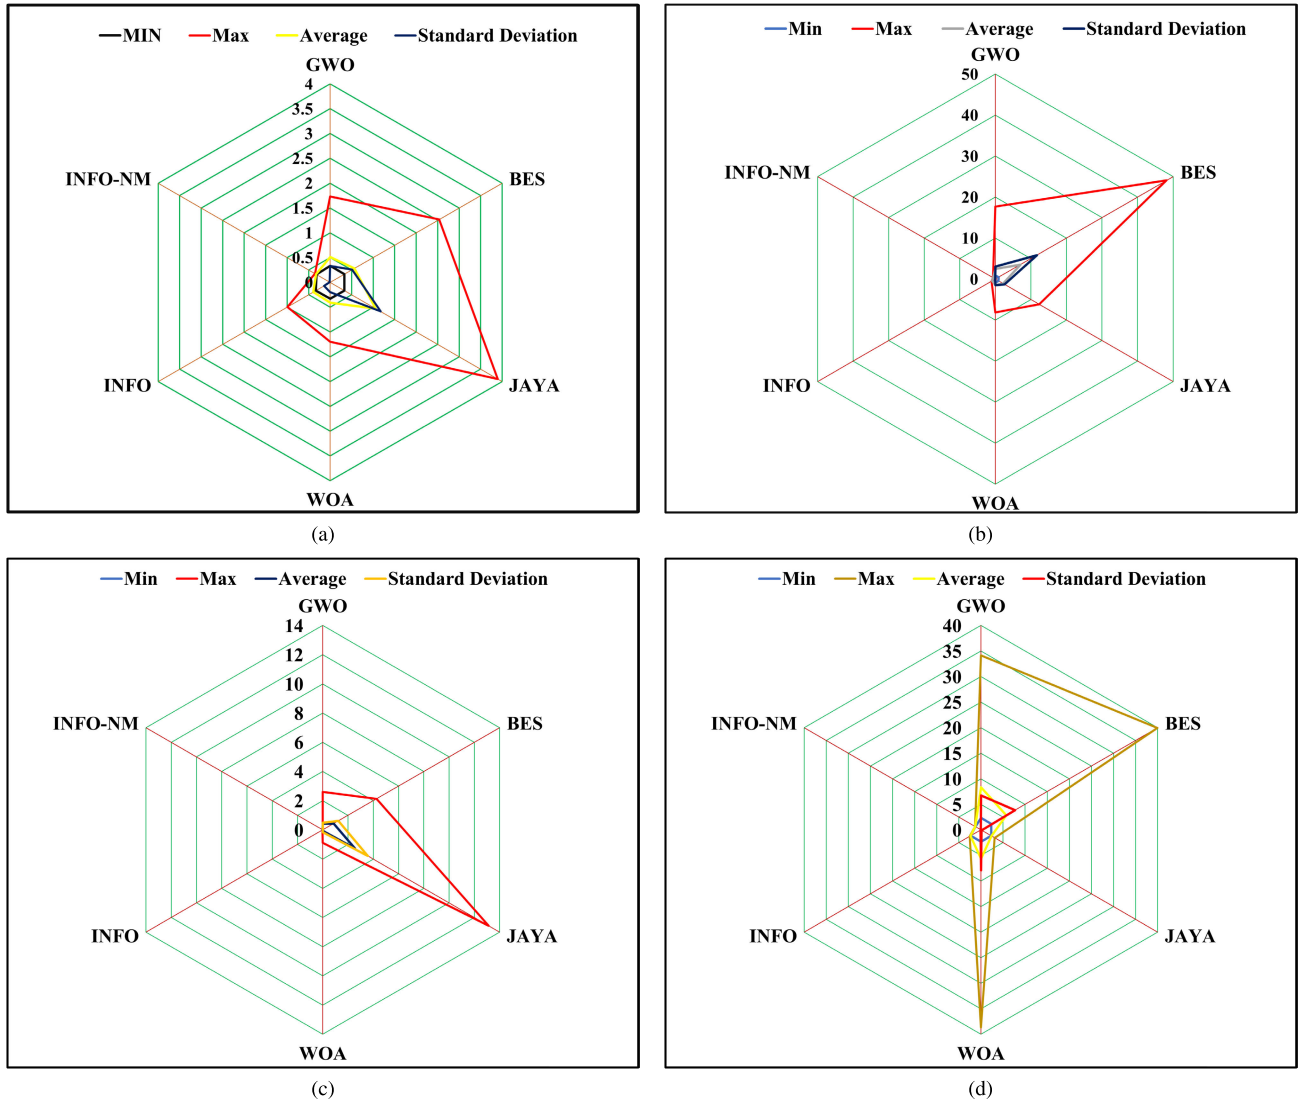 MIN Max Average Standard Deviation
GWO
4
3.5
3
2.5
2
1.5
1
0.5
0
INFO-NM
BES
INFO
JAYA
WOA
(a)
Min Max Average Standard Deviation
GWO
50
40
30
20
10
0
INFO-NM
BES
INFO
JAYA
WOA
(b)
Min Max Average Standard Deviation
GWO
14
12
10
8
6
4
2
0
INFO-NM
BES
INFO
JAYA
WOA
(c)
Min Max Average Standard Deviation
GWO
40
35
30
25
20
15
10
5
0
INFO-NM
BES
INFO
JAYA
WOA
(d)